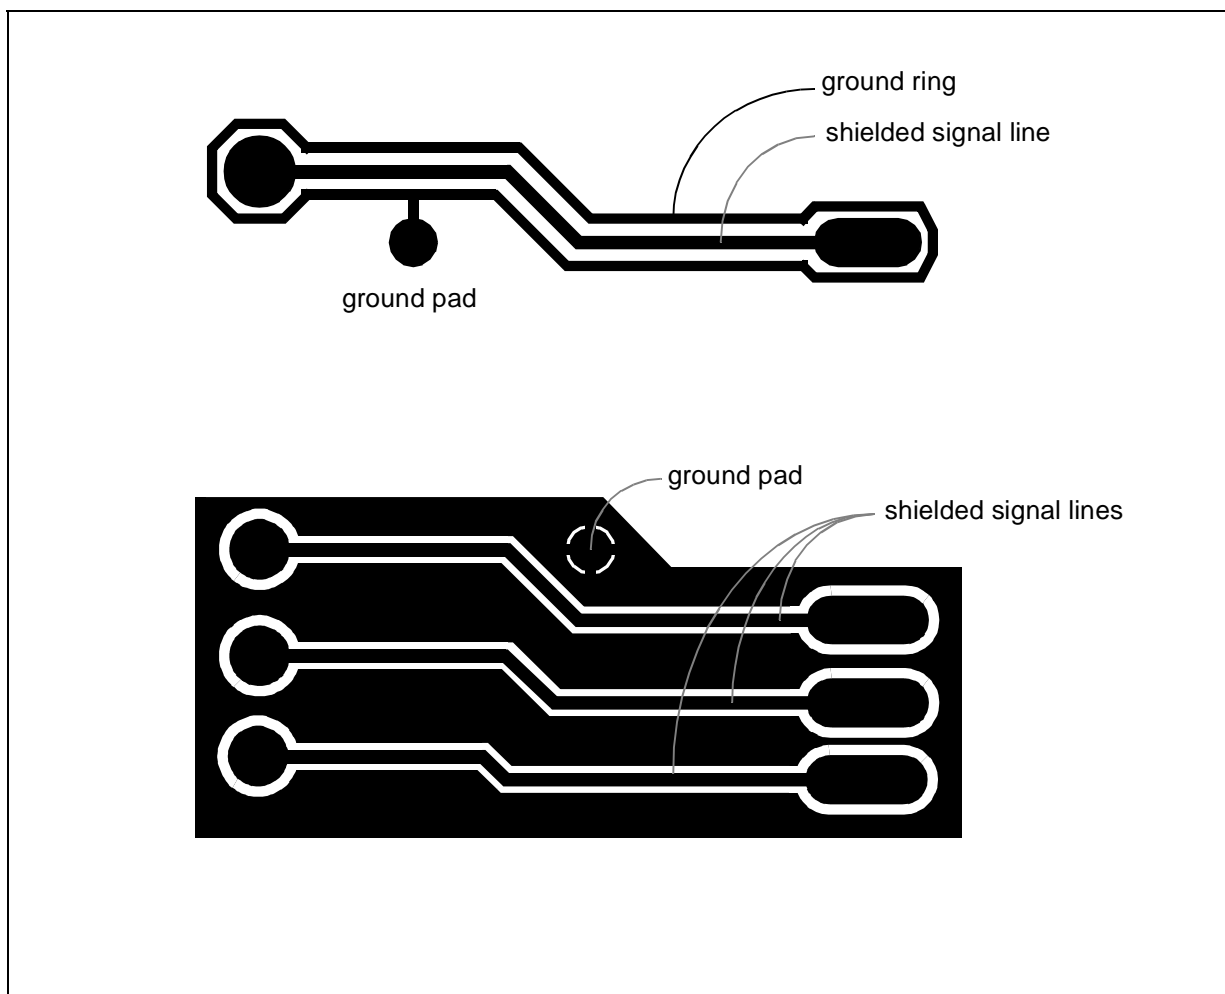 ground ring
shielded signal line
ground pad
ground pad
shielded signal lines